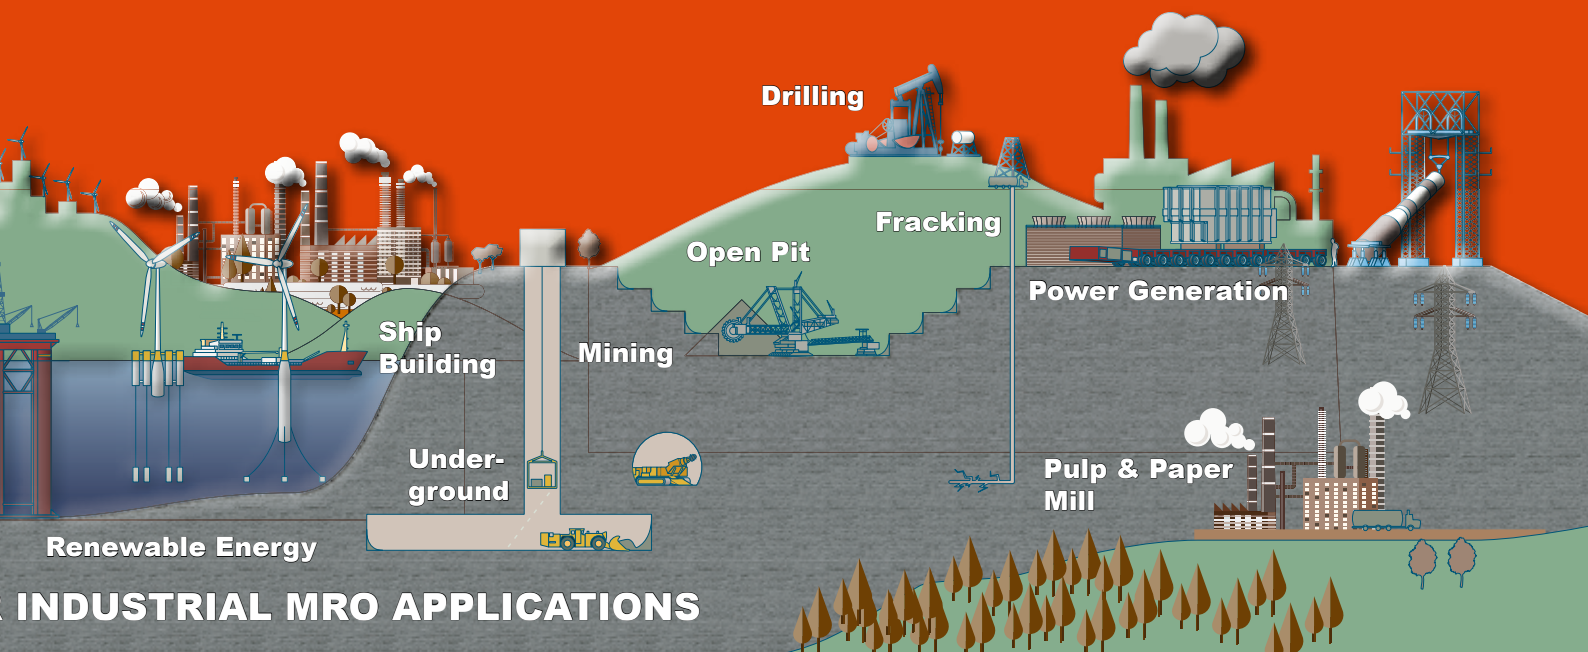 Drilling
Fracking
Open Pit
Power Generation
Ship
Building
Mining
Under-
ground
Pulp & Paper
Mill
Renewable Energy
INDUSTRIAL MRO APPLICATIONS